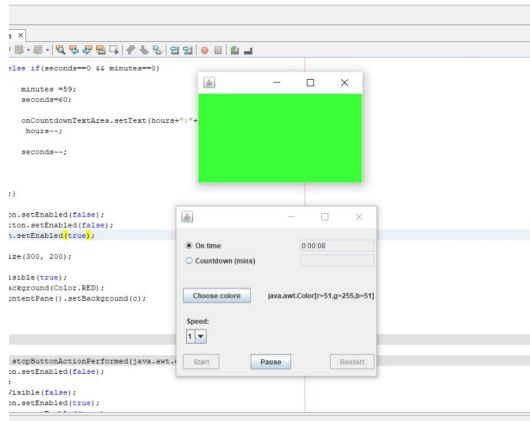 else if(seconds==0 && minutes==0)
minutes =59;
seconds=60;
onCountdownTextArea.setText(hours+":"+
hours--;
seconds--;
;}
on.setEnabled(false);
tton.setEnabled(false);
n.setEnabled(true);
ize(300, 200);
isible(true);
ackground(Color.RED);
ontentPane().setBackground(c);
On time
0:00:08
Countdown (mins)
Choose colore
java.awt.Color[r=51,g=255,b=51]
Speed:
1
Start
Pause
Restart
stopButtonActionPerformed(java.awt.
on.setEnabled(false);
;
Visible(false);
on.setEnabled(true);